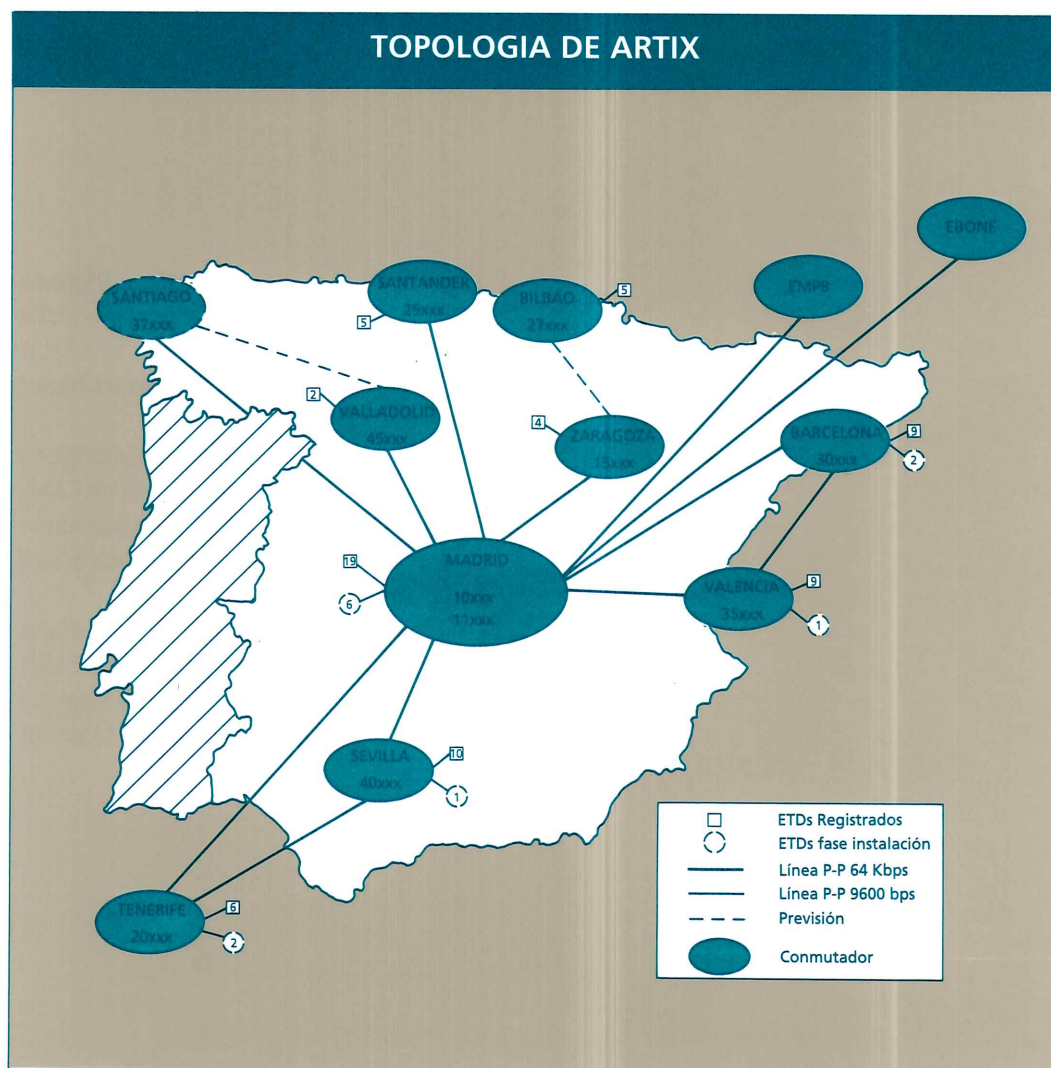 TOPOLOGIA DE ARTIX
EBONE
EMPB
SANTIAGO
37xxx
SANTANDER
25xxx
5
BILBAO
27xxx
5
VALLADOLID
45xxx
2
ZARAGOZA
15xxx
4
BARCELONA
30xxx
9
2
MADRID
10xxx
11xxx
19
6
VALENCIA
35xxx
9
1
SEVILLA
40xxx
10
1
TENERIFE
20xxx
6
2
ETDs Registrados
ETDs fase instalación
Línea P-P 64 Kbps
Línea P-P 9600 bps
Previsión
Conmutador